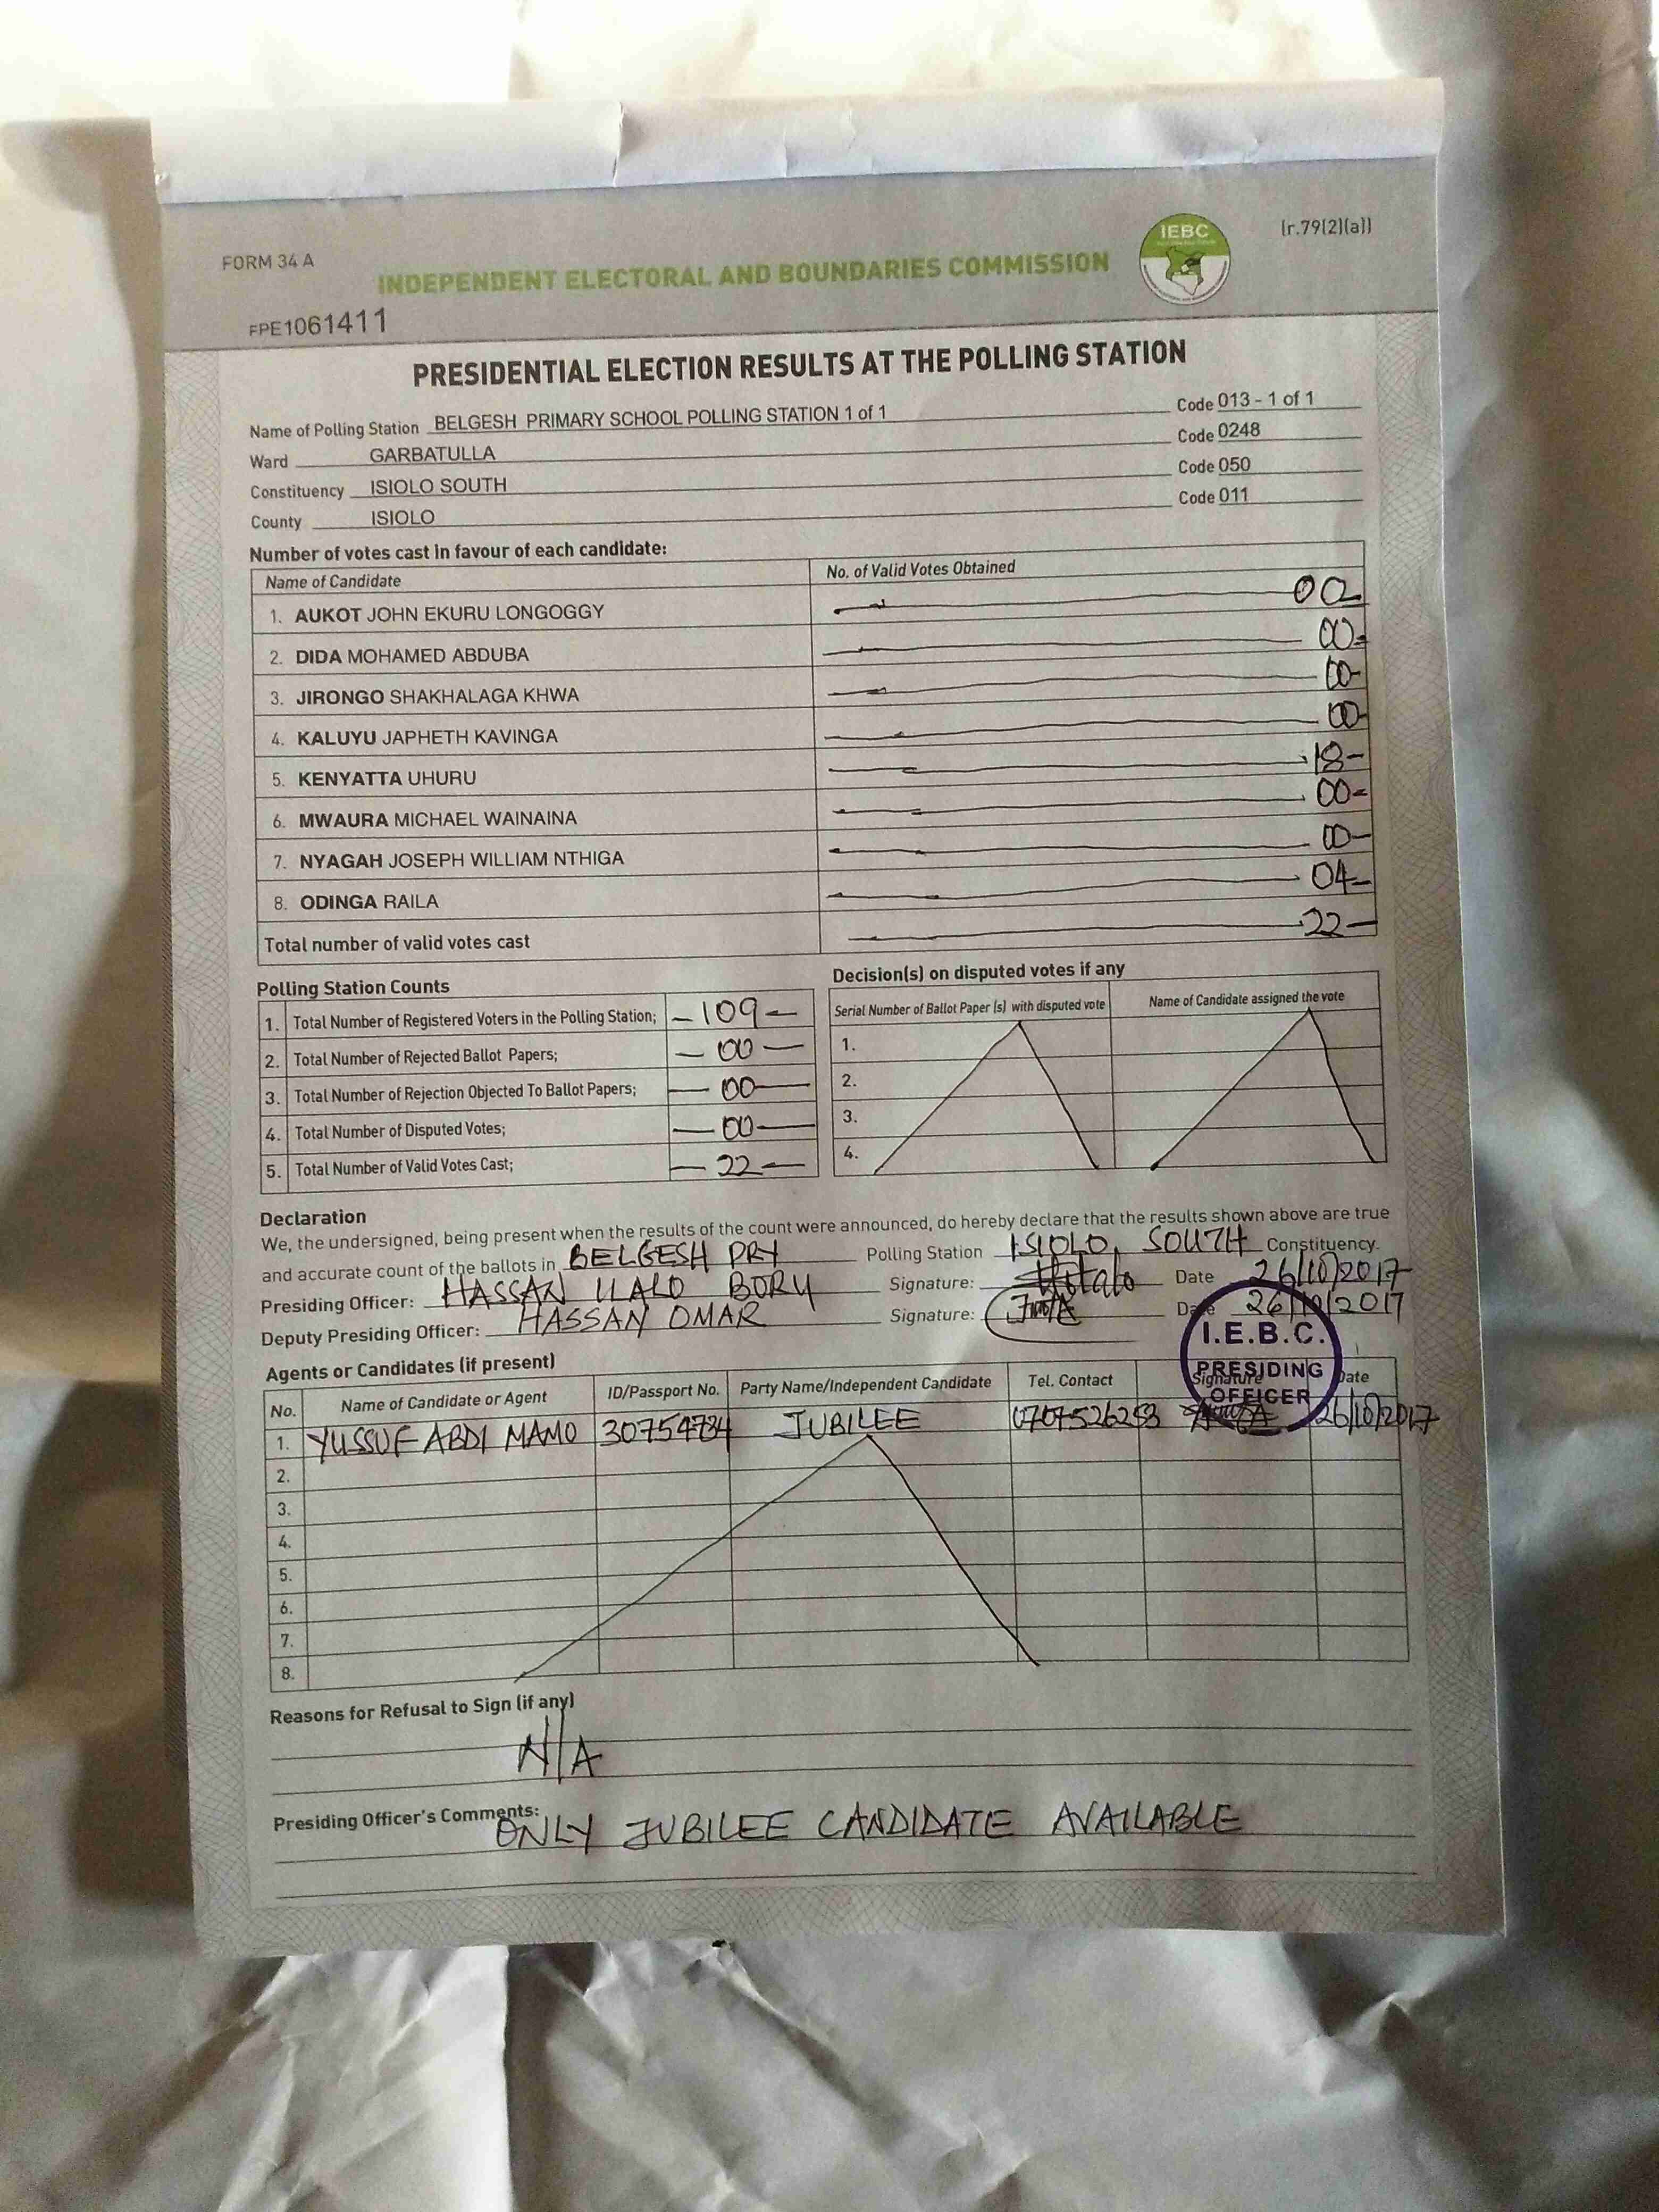 FORM 34 A
INDEPENDENT ELECTORAL AND BOUNDARIES COMMISSION
IEBC
(r.79(2)(a))
FPE1061411
PRESIDENTIAL ELECTION RESULTS AT THE POLLING STATION
Name of Polling Station BELGESH PRIMARY SCHOOL POLLING STATION 1 of 1 Code 013 - 1 of 1
Ward GARBATULLA Code 0248
Constituency ISIOLO SOUTH Code 050
County ISIOLO Code 011
Number of votes cast in favour of each candidate:
Name of Candidate No. of Valid Votes Obtained
1. AUKOT JOHN EKURU LONGOGGY 00
2. DIDA MOHAMED ABDUBA 00
3. JIRONGO SHAKHALAGA KHWA 00
4. KALUYU JAPHETH KAVINGA 00
5. KENYATTA UHURU 18
6. MWAURA MICHAEL WAINAINA 00
7. NYAGAH JOSEPH WILLIAM NTHIGA 00
8. ODINGA RAILA 04
Total number of valid votes cast 22
Polling Station Counts
1. Total Number of Registered Voters in the Polling Station; 109
2. Total Number of Rejected Ballot Papers; 00
3. Total Number of Rejection Objected To Ballot Papers; 00
4. Total Number of Disputed Votes; 00
5. Total Number of Valid Votes Cast; 22
Decision(s) on disputed votes if any
Serial Number of Ballot Paper (s) with disputed vote Name of Candidate assigned the vote
1.
2.
3.
4.
Declaration
We, the undersigned, being present when the results of the count were announced, do hereby declare that the results shown above are true
and accurate count of the ballots in BELGESH PRY Polling Station ISIOLO, SOUTH Constituency.
Presiding Officer: HASSAN LLALO BORU Signature: Date 26/10/2017
Deputy Presiding Officer: HASSAN OMAR Signature: Date 26/10/2017
I.E.B.C.
PRESIDING
OFFICER
Agents or Candidates (if present)
No. Name of Candidate or Agent ID/Passport No. Party Name/Independent Candidate Tel. Contact Signature Date
1. YUSSUF ABDI MAMO 30754734 JUBILEE 0707526253 26/10/2017
2.
3.
4.
5.
6.
7.
8.
Reasons for Refusal to Sign (if any)
N/A
Presiding Officer's Comments:
ONLY JUBILEE CANDIDATE AVAILABLE